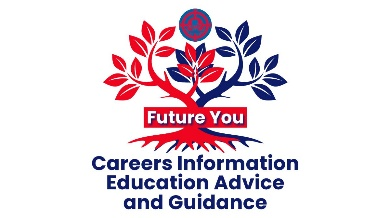 Future You
Careers Information
Education Advice
and Guidance